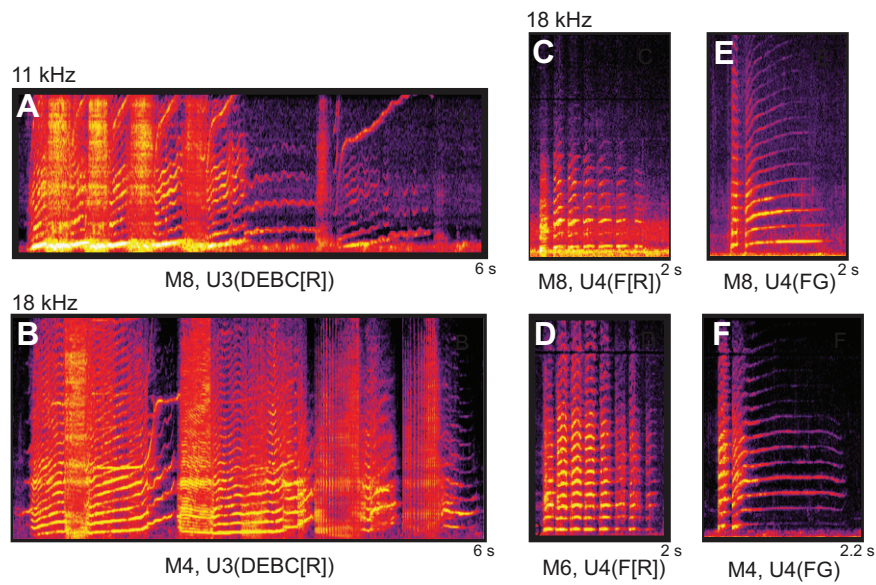 11 kHz
A
6 s
M8, U3(DEBC[R])
18 kHz
B
6 s
M4, U3(DEBC[R])
18 kHz
C
2 s
M8, U4(F[R])
E
2 s
M8, U4(FG)
D
2 s
M6, U4(F[R])
F
2.2 s
M4, U4(FG)